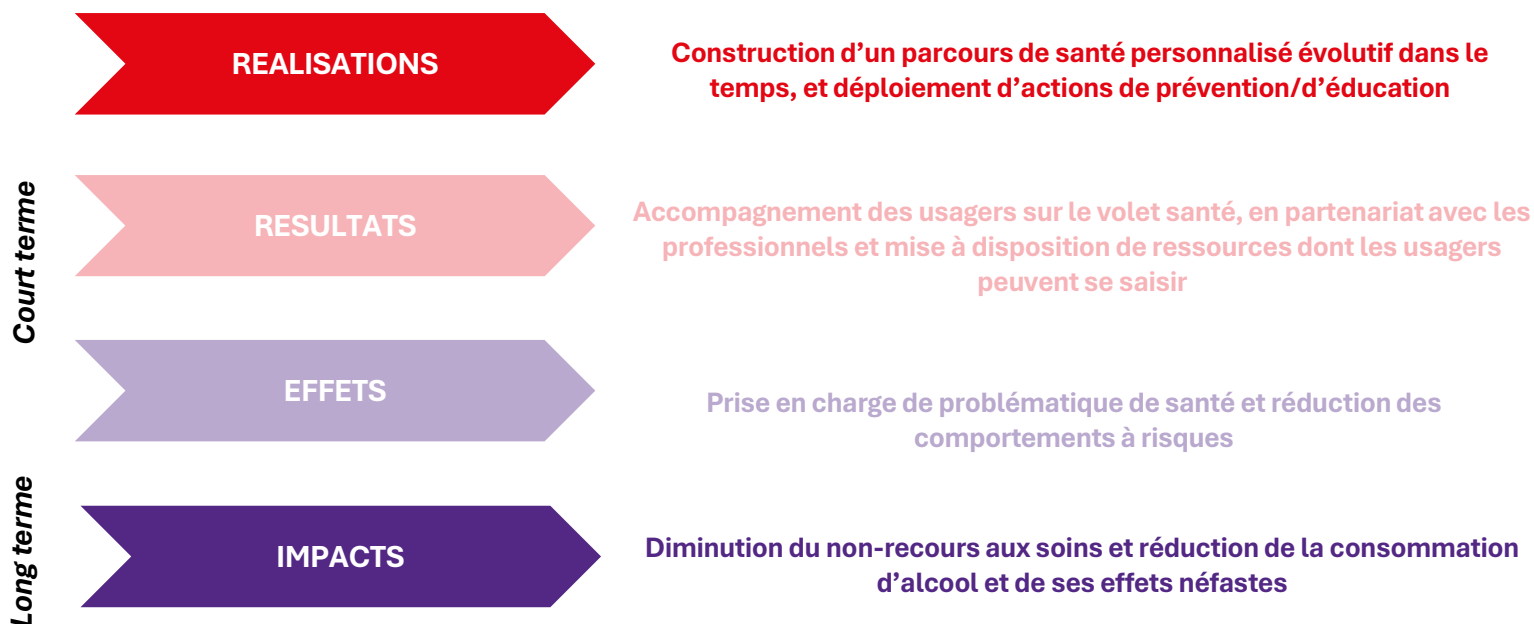 REALISATIONS
Construction d’un parcours de santé personnalisé évolutif dans le
temps, et déploiement d’actions de prévention/d’éducation
Court terme
RESULTATS
Accompagnement des usagers sur le volet santé, en partenariat avec les
professionnels et mise à disposition de ressources dont les usagers
peuvent se saisir
EFFETS
Prise en charge de problématique de santé et réduction des
comportements à risques
Long terme
IMPACTS
Diminution du non-recours aux soins et réduction de la consommation
d’alcool et de ses effets néfastes